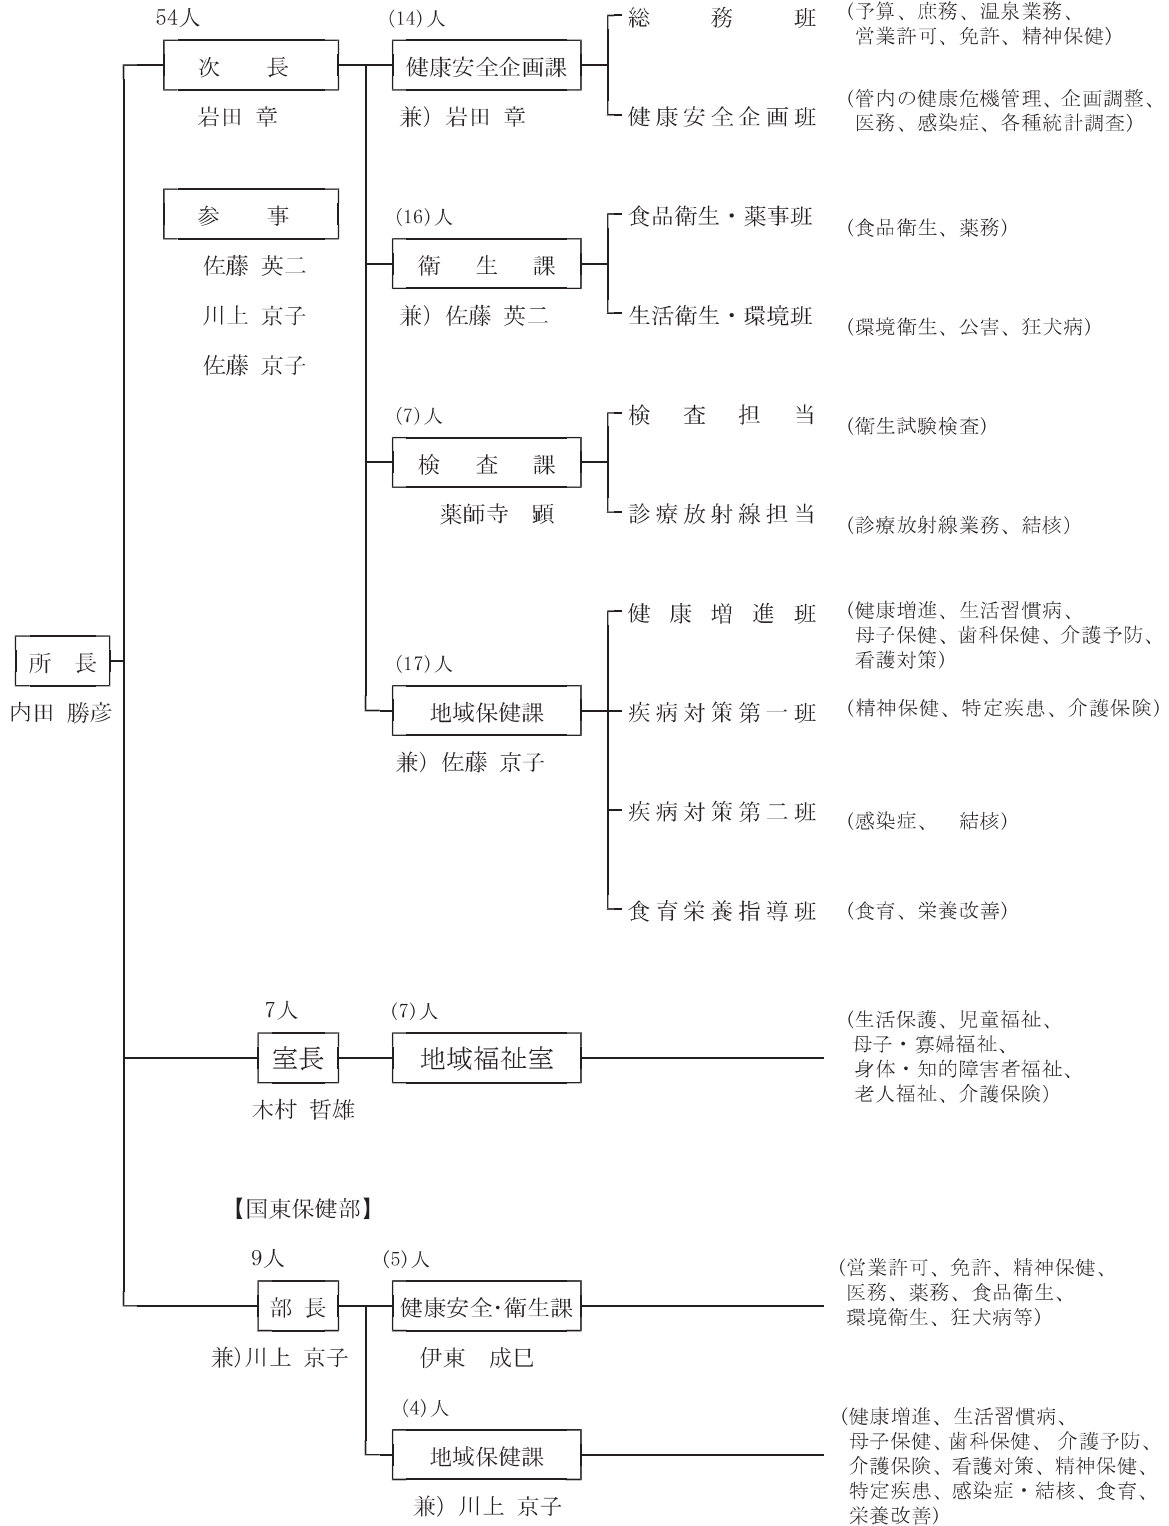 54人
(14)人
総務班
(予算、庶務、温泉業務、
営業許可、免許、精神保健)
次長
健康安全企画課
岩田 章
兼) 岩田 章
健康安全企画班
(管内の健康危機管理、企画調整、
医務、感染症、各種統計調査)
参事
佐藤 英二
川上 京子
佐藤 京子
(16)人
衛生課
兼) 佐藤 英二
食品衛生・薬事班
(食品衛生、薬務)
生活衛生・環境班
(環境衛生、公害、狂犬病)
(7)人
検査課
薬師寺 顕
検査担当
(衛生試験検査)
診療放射線担当
(診療放射線業務、結核)
所長
内田 勝彦
(17)人
地域保健課
兼) 佐藤 京子
健康増進班
(健康増進、生活習慣病、
母子保健、歯科保健、介護予防、
看護対策)
疾病対策第一班
(精神保健、特定疾患、介護保険)
疾病対策第二班
(感染症、 結核)
食育栄養指導班
(食育、栄養改善)
7人
(7)人
室長
地域福祉室
木村 哲雄
(生活保護、児童福祉、
母子・寡婦福祉、
身体・知的障害者福祉、
老人福祉、介護保険)
【国東保健部】
9人
(5)人
部長
健康安全・衛生課
兼)川上 京子
伊東 成巳
(営業許可、免許、精神保健、
医務、薬務、食品衛生、
環境衛生、狂犬病等)
(4)人
地域保健課
兼) 川上 京子
(健康増進、生活習慣病、
母子保健、歯科保健、 介護予防、
介護保険、看護対策、精神保健、
特定疾患、感染症・結核、食育、
栄養改善)